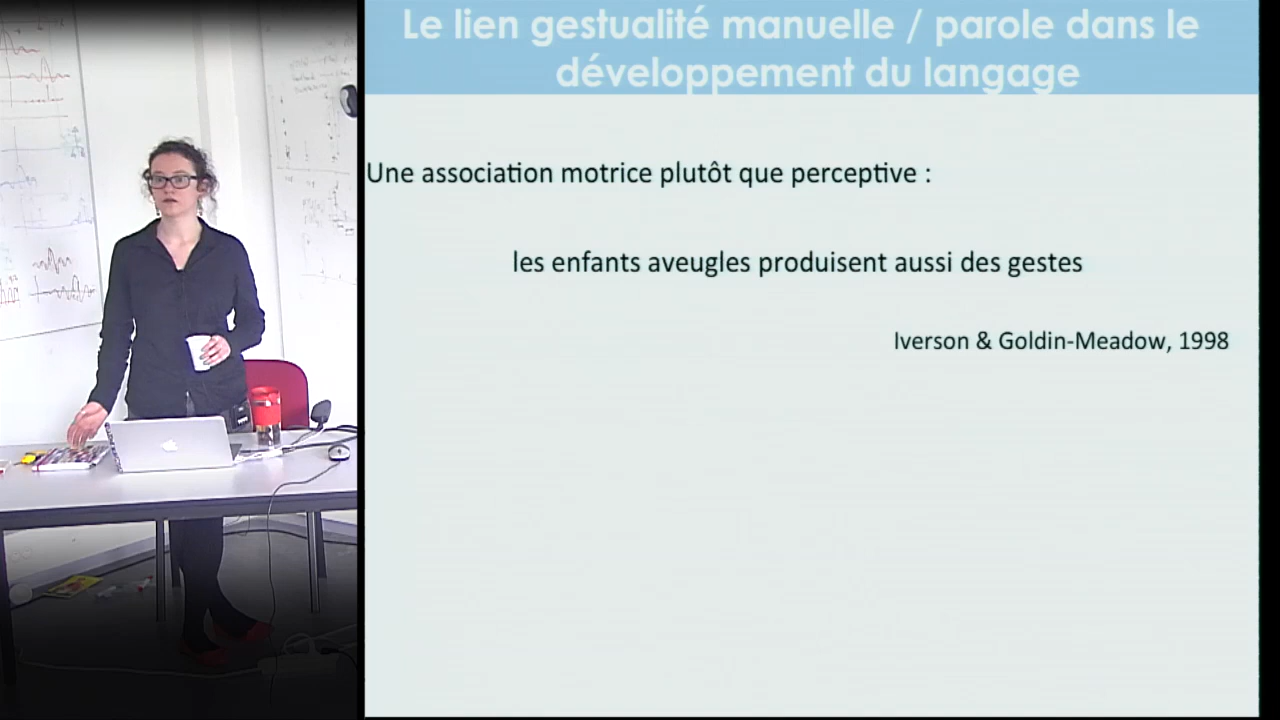 Le lien gestualité manuelle / parole dans le
développement du langage
Une association motrice plutôt que perceptive :
les enfants aveugles produisent aussi des gestes
Iverson & Goldin-Meadow, 1998